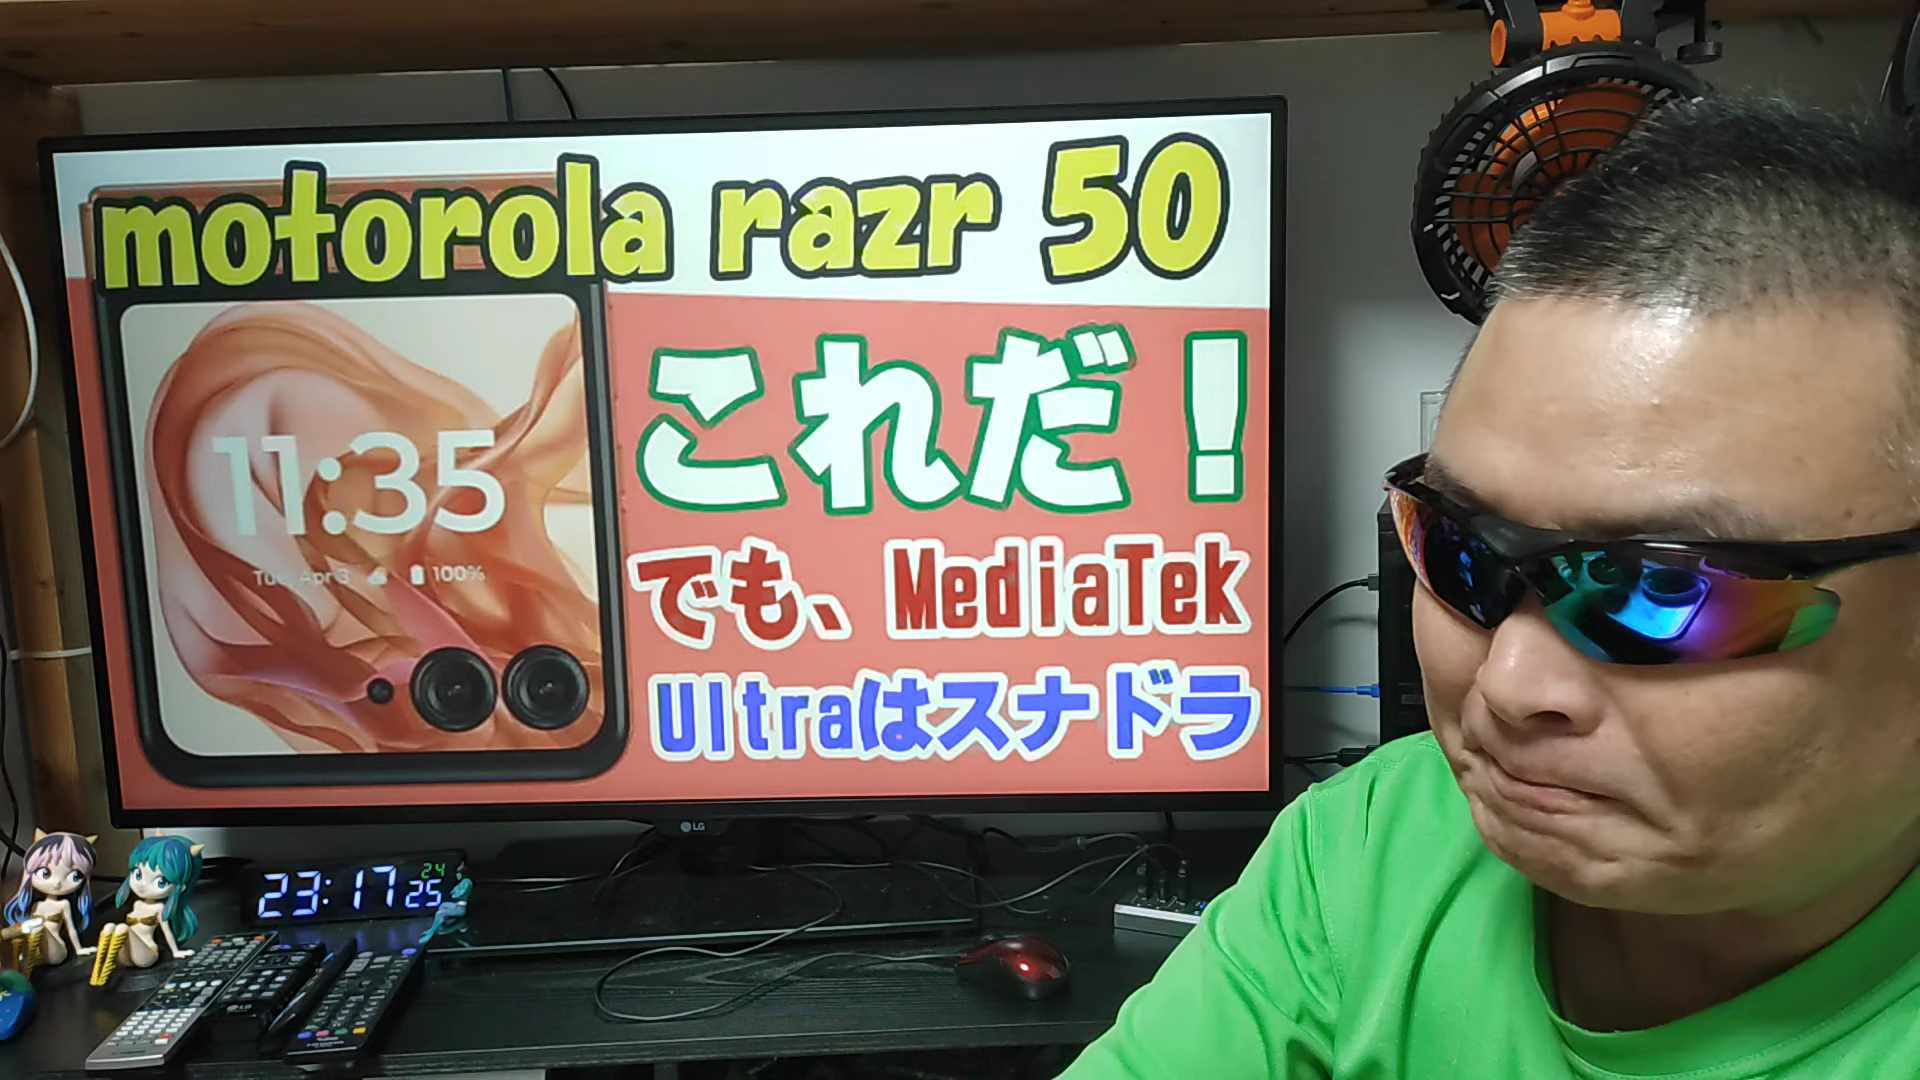 motorola razr 50
これだ!
11:35
Tue, Apr 3 100%
でも、MediaTek
Ultraはスナドラ
LG
24
23:17 25
LG